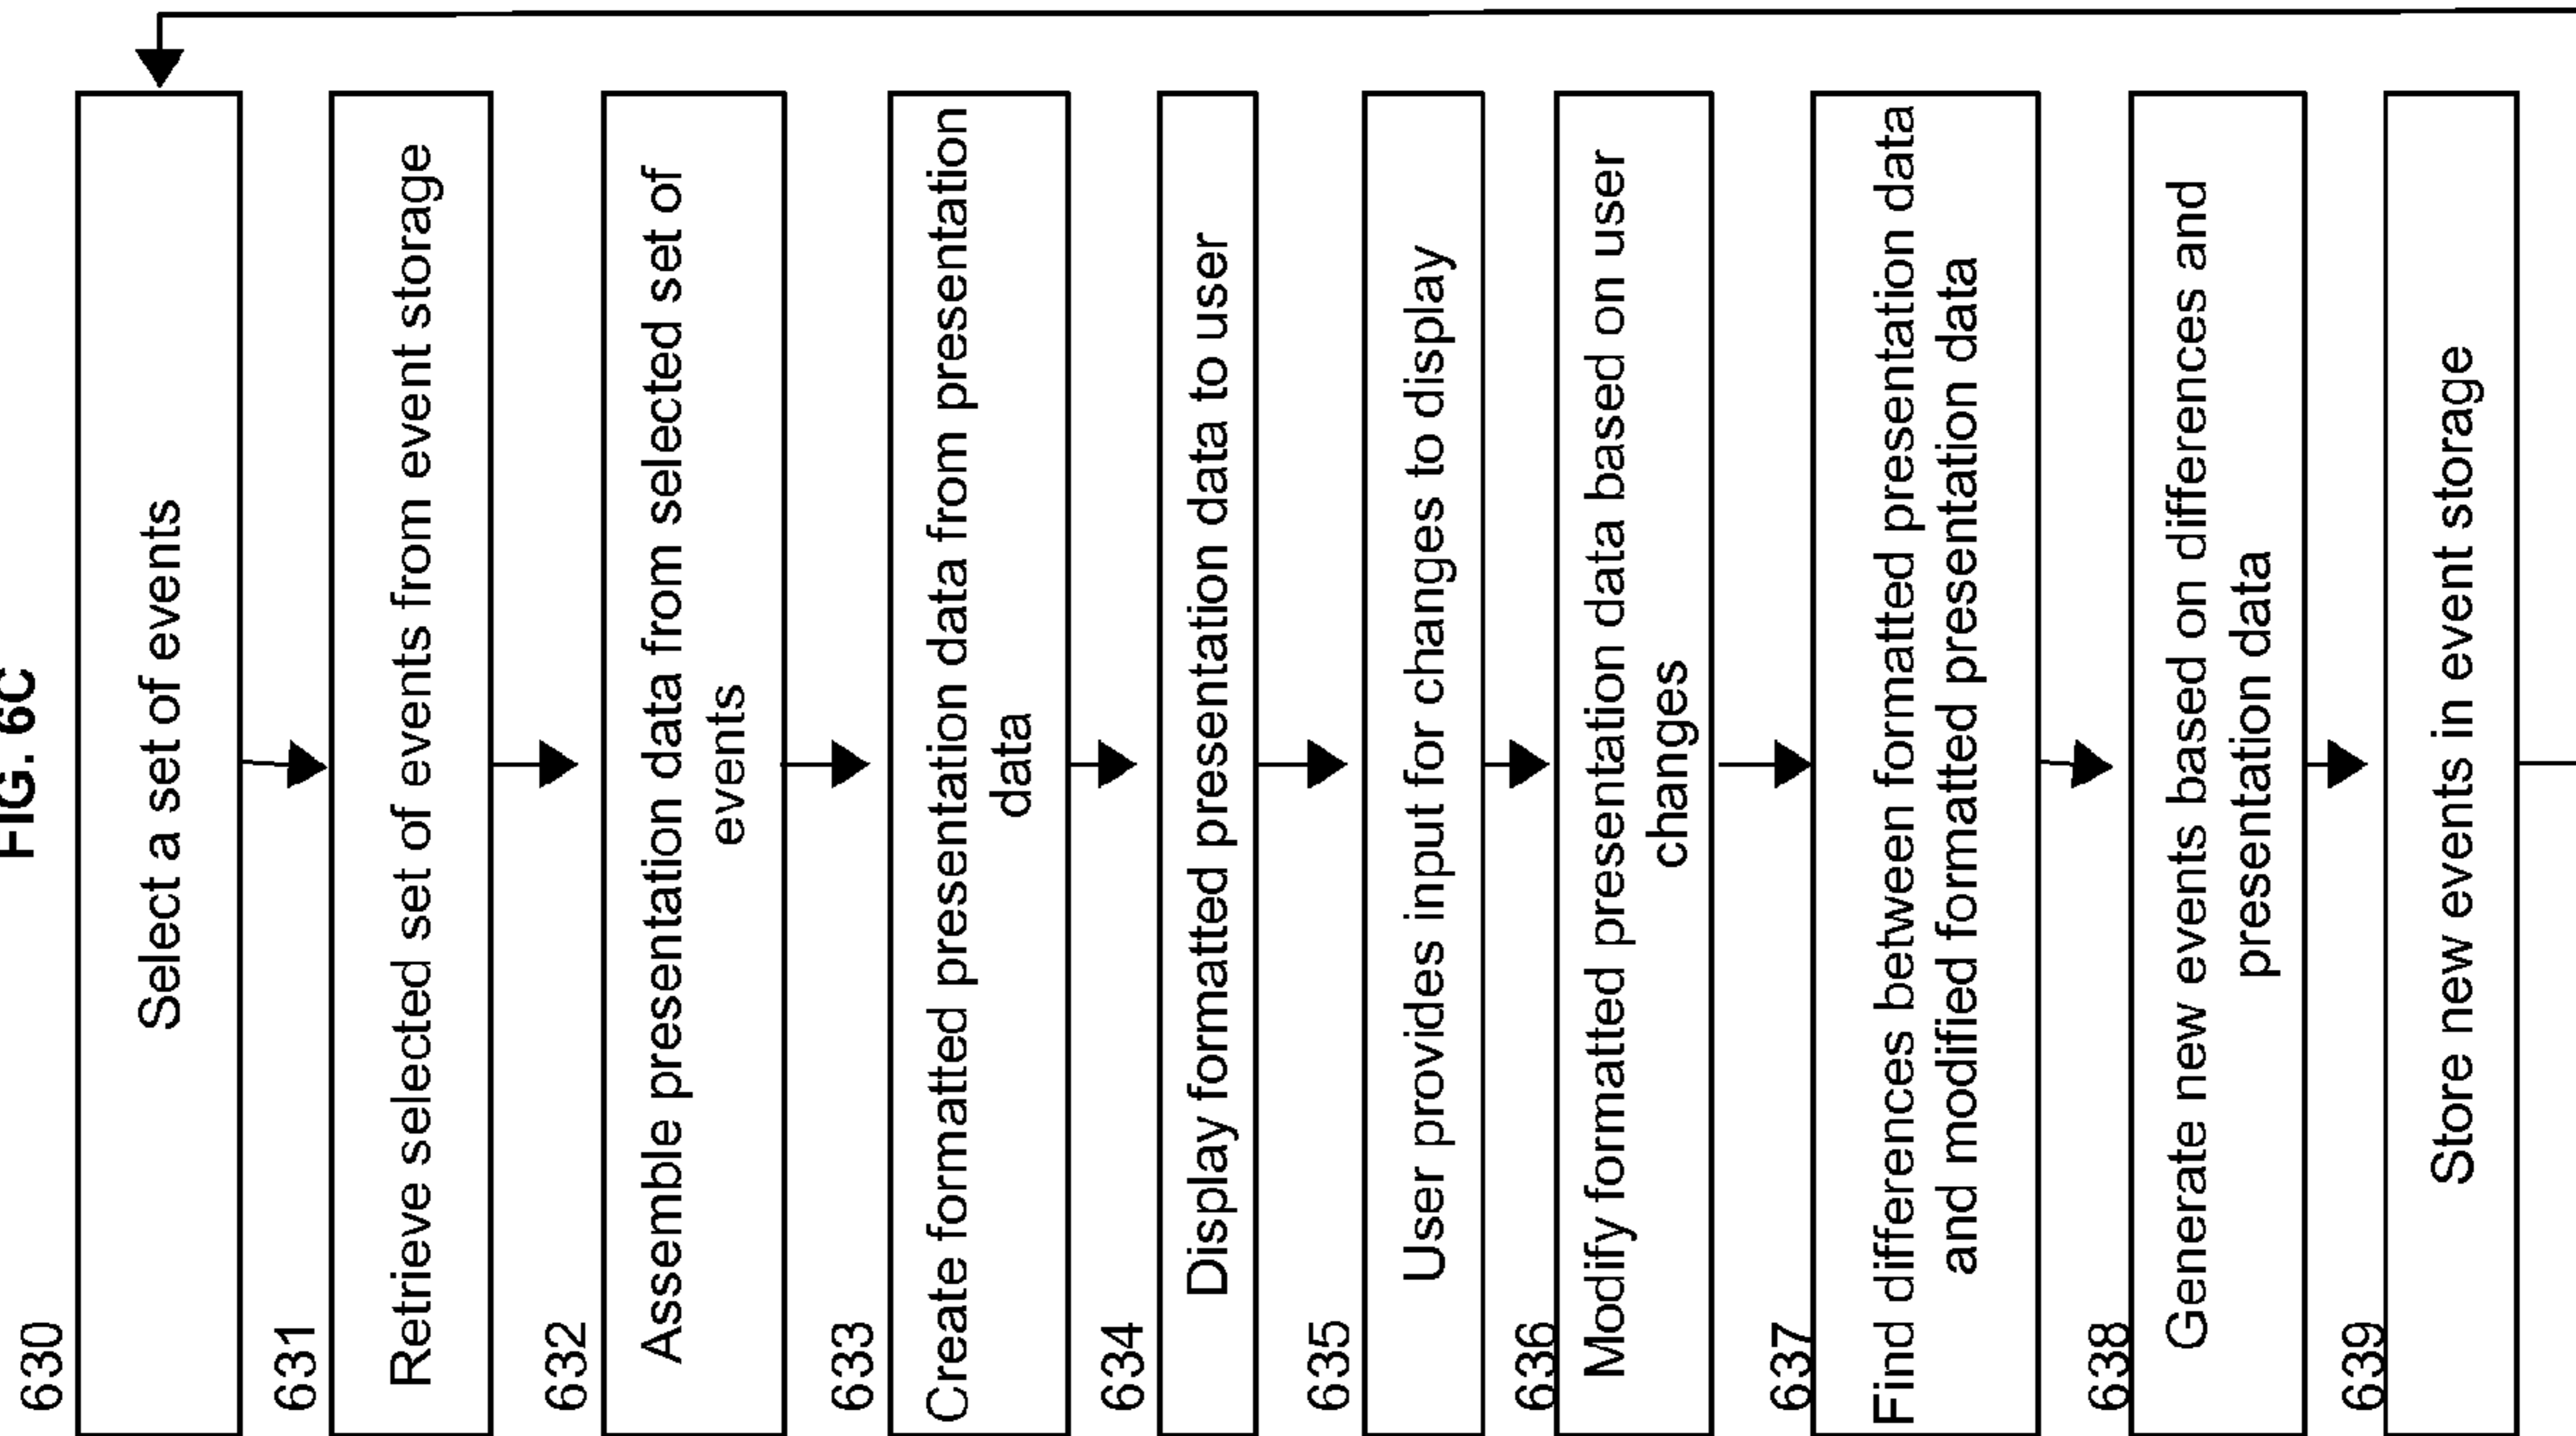 FIG. 6C
630
Select a set of events
631
Retrieve selected set of events from event storage
632
Assemble presentation data from selected set of
events
633
Create formatted presentation data from presentation
data
634
Display formatted presentation data to user
635
User provides input for changes to display
636
Modify formatted presentation data based on user
changes
637
Find differences between formatted presentation data
and modified formatted presentation data
638
Generate new events based on differences and
presentation data
639
Store new events in event storage